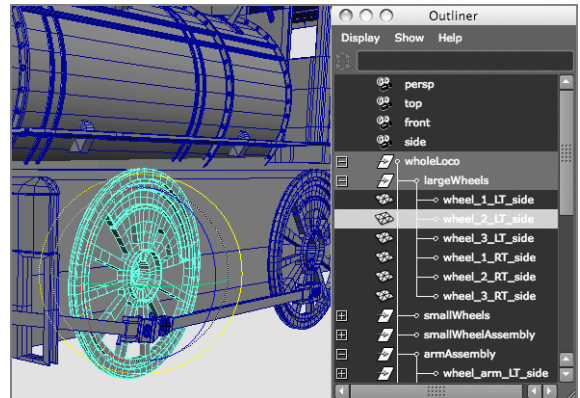 Outliner
Display Show Help
persp
top
front
side
wholeLoco
largeWheels
wheel_1_LT_side
wheel_2_LT_side
wheel_3_LT_side
wheel_1_RT_side
wheel_2_RT_side
wheel_3_RT_side
smallWheels
smallWheelAssembly
armAssembly
wheel_arm_LT_side